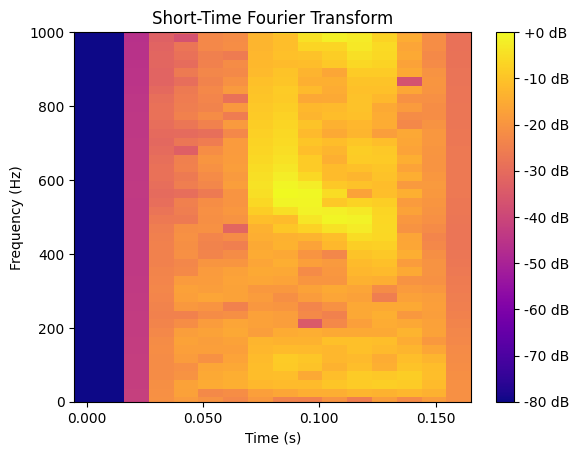 Short-Time Fourier Transform
1000
800
600
400
200
0
Frequency (Hz)
0.000
0.050
0.100
0.150
Time (s)
+0 dB
-10 dB
-20 dB
-30 dB
-40 dB
-50 dB
-60 dB
-70 dB
-80 dB